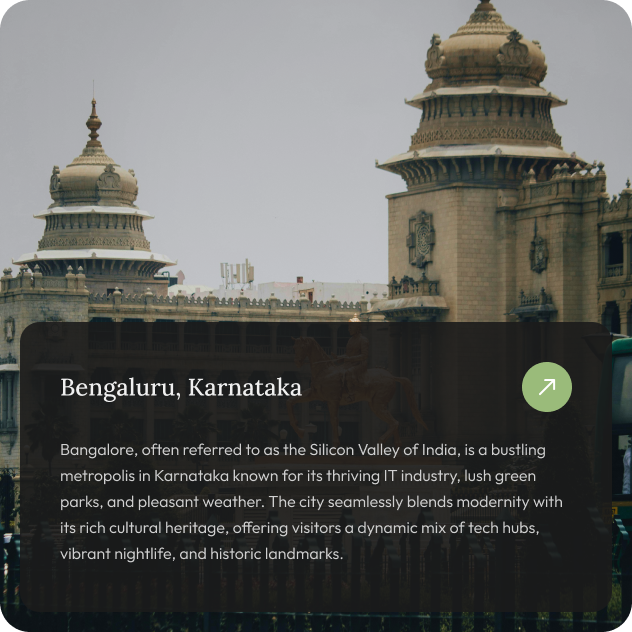 Bengaluru, Karnataka
Bangalore, often referred to as the Silicon Valley of India, is a bustling
metropolis in Karnataka known for its thriving IT industry, lush green
parks, and pleasant weather. The city seamlessly blends modernity with
its rich cultural heritage, offering visitors a dynamic mix of tech hubs,
vibrant nightlife, and historic landmarks.